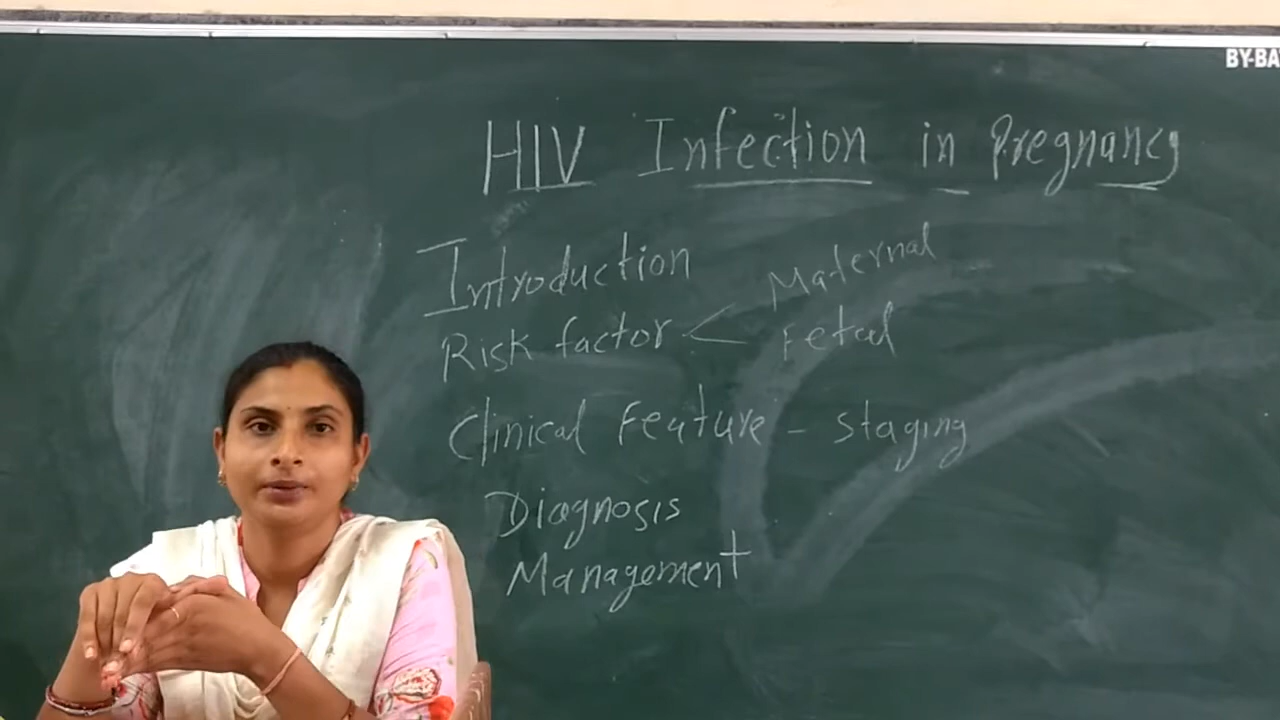 BY-BA
HIV Infection in Pregnancy
Introduction
Maternal
Risk factor <
Fetal
Clinical Feature - staging
Diagnosis
Management